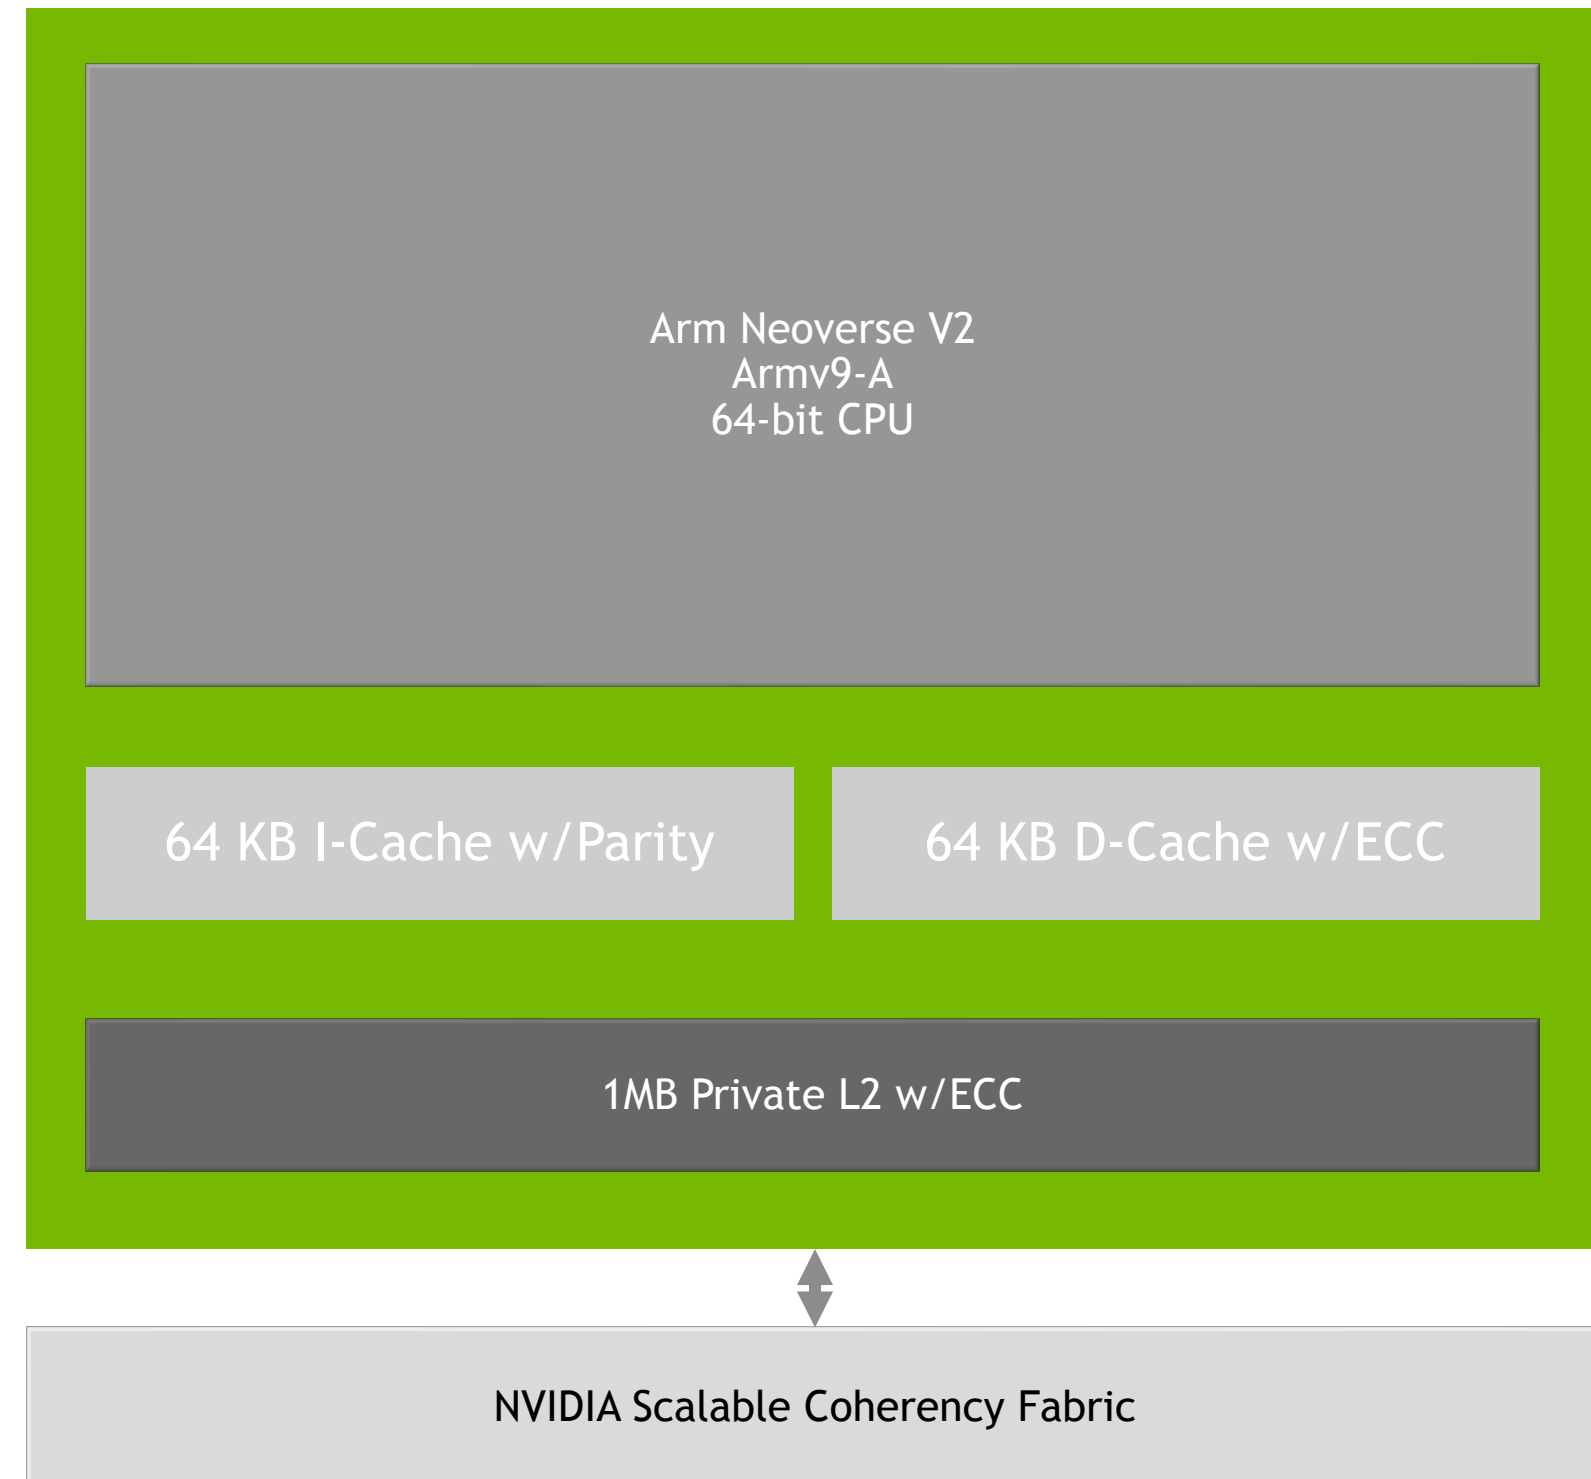 Arm Neoverse V2
Armv9-A
64-bit CPU
64 KB I-Cache w/Parity
64 KB D-Cache w/ECC
1MB Private L2 w/ECC
NVIDIA Scalable Coherency Fabric